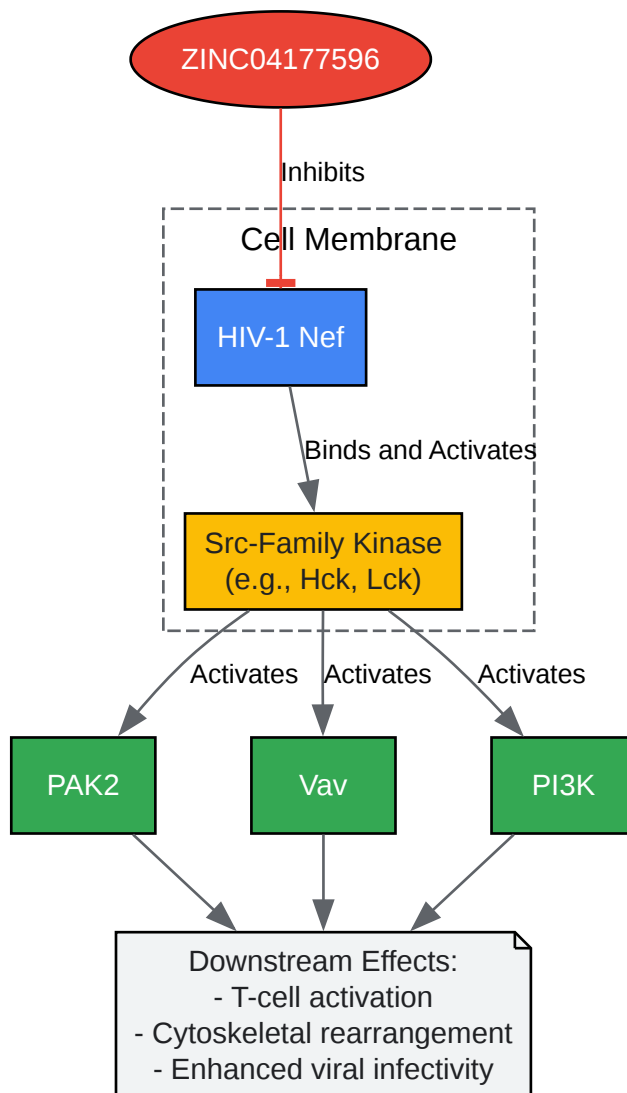 ZINC04177596
Inhibits
Cell Membrane
HIV-1 Nef
Binds and Activates
Src-Family Kinase
(e.g., Hck, Lck)
Activates
Activates
Activates
PAK2
Vav
PI3K
Downstream Effects:
- T-cell activation
- Cytoskeletal rearrangement
- Enhanced viral infectivity